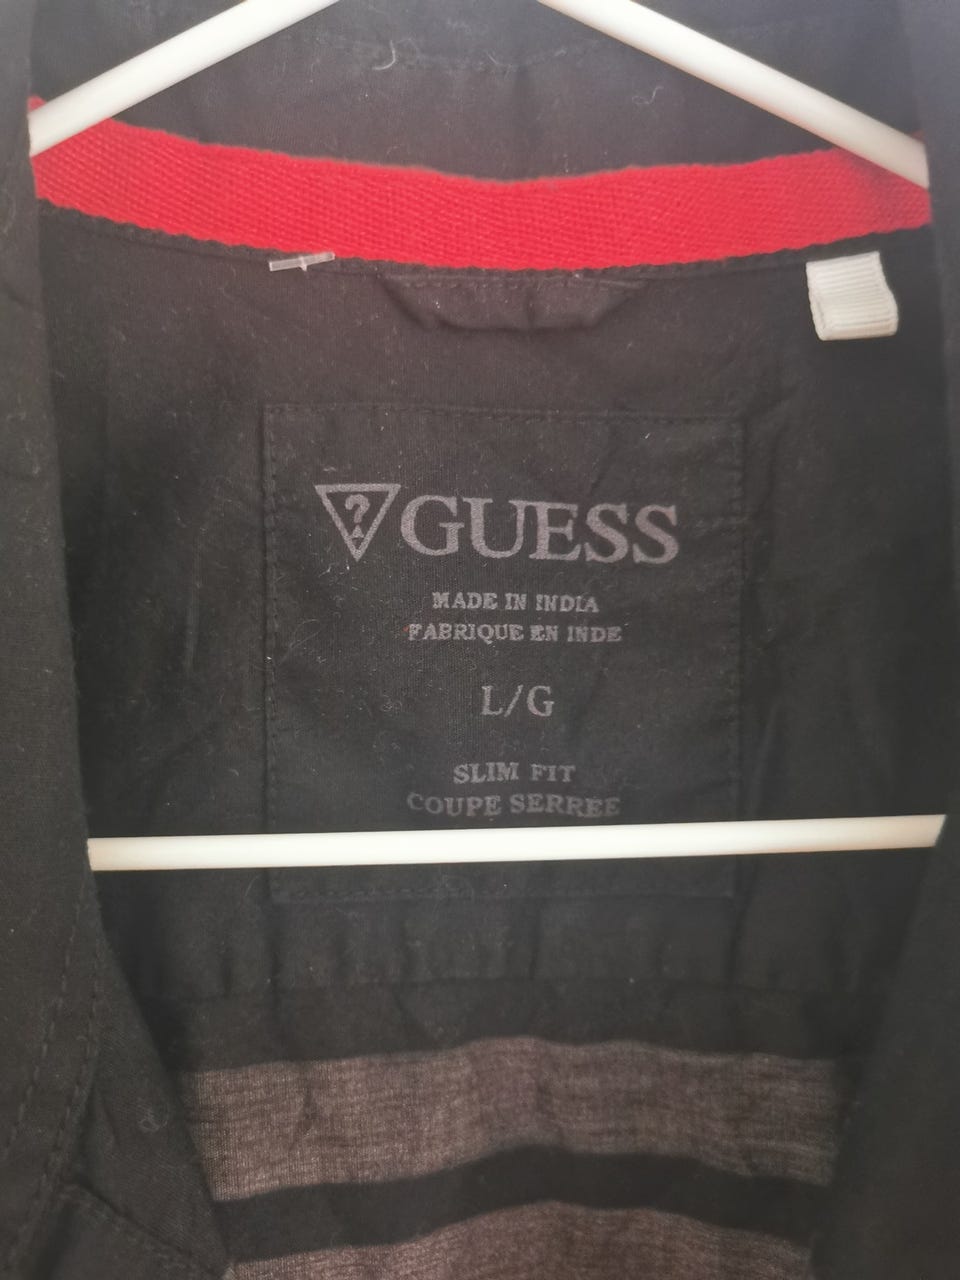 ? GUESS
MADE IN INDIA
FABRIQUE EN INDE
L/G
SLIM FIT
COUPE SERREE